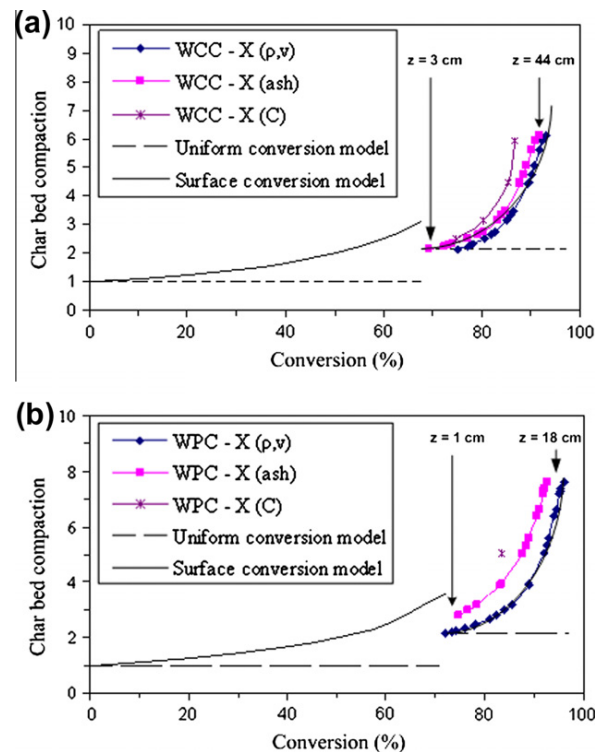 (a)
WCC - X (ρ,v)
WCC - X (ash)
WCC - X (C)
Uniform conversion model
Surface conversion model
z = 3 cm
z = 44 cm
Char bed compaction
10
9
8
7
6
5
4
3
2
1
0
0 20 40 60 80 100
Conversion (%)
(b)
WPC - X (ρ,v)
WPC - X (ash)
WPC - X (C)
Uniform conversion model
Surface conversion model
z = 1 cm
z = 18 cm
Char bed compaction
10
8
6
4
2
0
0 20 40 60 80 100
Conversion (%)